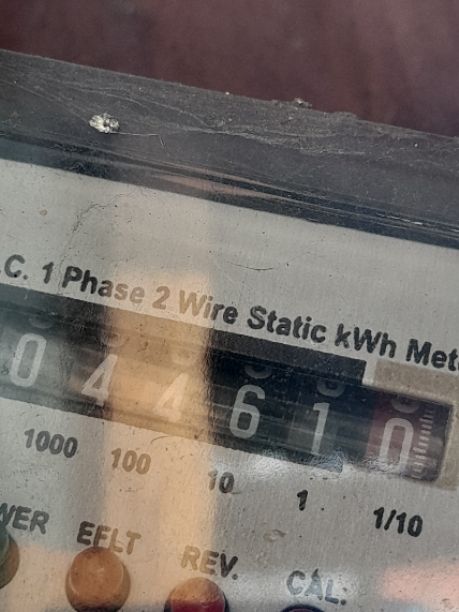 .C. 1 Phase 2 Wire Static kWh Met
0 4 4 6 1 0
1000 100 10 1 1/10
WER EFLT REV. CAL.